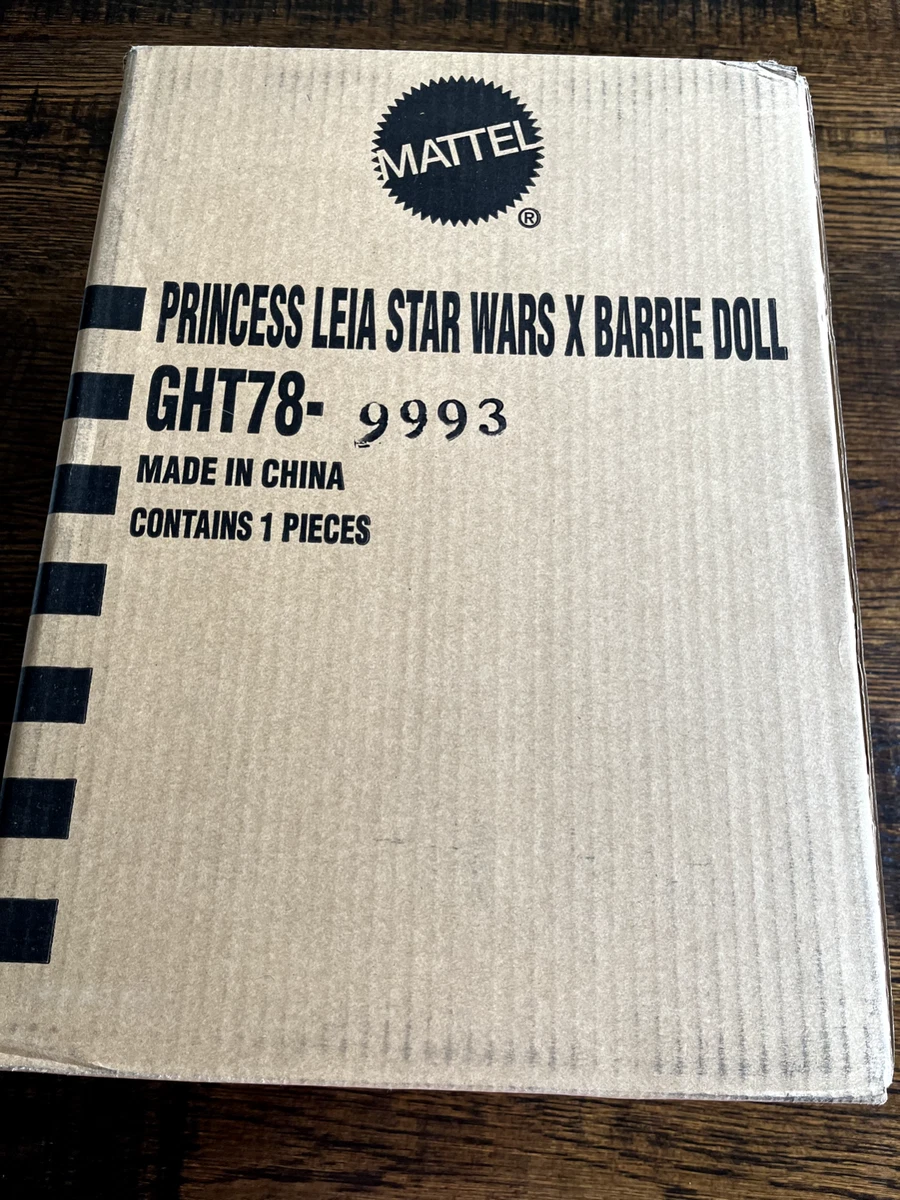 MATTEL
®
PRINCESS LEIA STAR WARS X BARBIE DOLL
GHT78- 9993
MADE IN CHINA
CONTAINS 1 PIECES